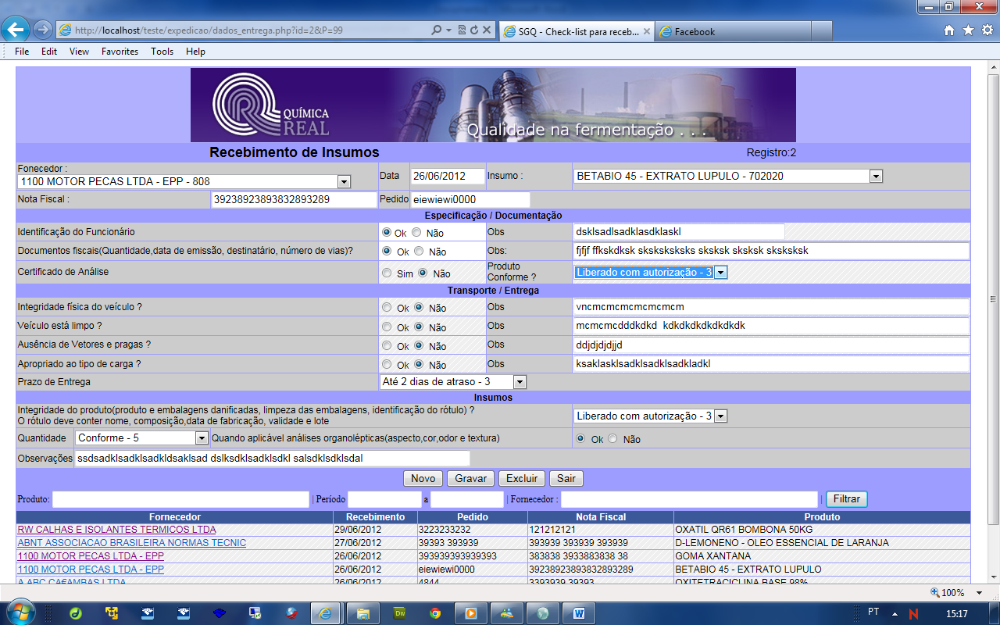 http://localhost/teste/expedicao/dados_entrega.php?id=2&P=99
SGQ - Check-list para receb...
Facebook
File Edit View Favorites Tools Help
QUÍMICA
REAL
Qualidade na fermentação . . .
Recebimento de Insumos Registro:2
Fonecedor :
1100 MOTOR PECAS LTDA - EPP - 808 Data 26/06/2012 Insumo : BETABIO 45 - EXTRATO LUPULO - 702020
Nota Fiscal : 39238923893832893289 Pedido eiewiewi0000
Especificação / Documentação
Identificação do Funcionário Ok Não Obs dsklsadlsadklasdklaskl
Documentos fiscais(Quantidade,data de emissão, destinatário, número de vias)? Ok Não Obs: fjfjf ffkskdksk sksksksksks sksksk sksksk sksksksk
Certificado de Análise Sim Não Produto Conforme ? Liberado com autorização - 3
Transporte / Entrega
Integridade física do veículo ? Ok Não Obs vncmcmcmcmcmcmcm
Veículo está limpo ? Ok Não Obs mcmcmcdddkdkd kdkdkdkdkdkdkdk
Ausência de Vetores e pragas ? Ok Não Obs ddjdjdjdjjd
Apropriado ao tipo de carga ? Ok Não Obs ksaklasklsadklsadklsadkladkl
Prazo de Entrega Até 2 dias de atraso - 3
Insumos
Integridade do produto(produto e embalagens danificadas, limpeza das embalagens, identificação do rótulo) ?
O rótulo deve conter nome, composição,data de fabricação, validade e lote Liberado com autorização - 3
Quantidade Conforme - 5 Quando aplicável análises organolépticas(aspecto,cor,odor e textura) Ok Não
Observações ssdsadklsadklsadkldsaklsad dslksdklsadklsdkl salsdklsdklsdal
Novo Gravar Excluir Sair
Produto: | Período a | Fornecedor : | Filtrar
Fornecedor Recebimento Pedido Nota Fiscal Produto
RW CALHAS E ISOLANTES TERMICOS LTDA 29/06/2012 3223233232 121212121 OXATIL QR61 BOMBONA 50KG
ABNT ASSOCIACAO BRASILEIRA NORMAS TECNIC 27/06/2012 39393 393939 393939 393939 393939 D-LEMONENO - OLEO ESSENCIAL DE LARANJA
1100 MOTOR PECAS LTDA - EPP 26/06/2012 393939393939393 383838 3933883838 38 GOMA XANTANA
1100 MOTOR PECAS LTDA - EPP 26/06/2012 eiewiewi0000 39238923893832893289 BETABIO 45 - EXTRATO LUPULO
A ABC CA€AMBAS LTDA 26/06/2012 4844 3393939 39393 OXITETRACICLINA BASE 98%
100%
Dw
PT 15:17